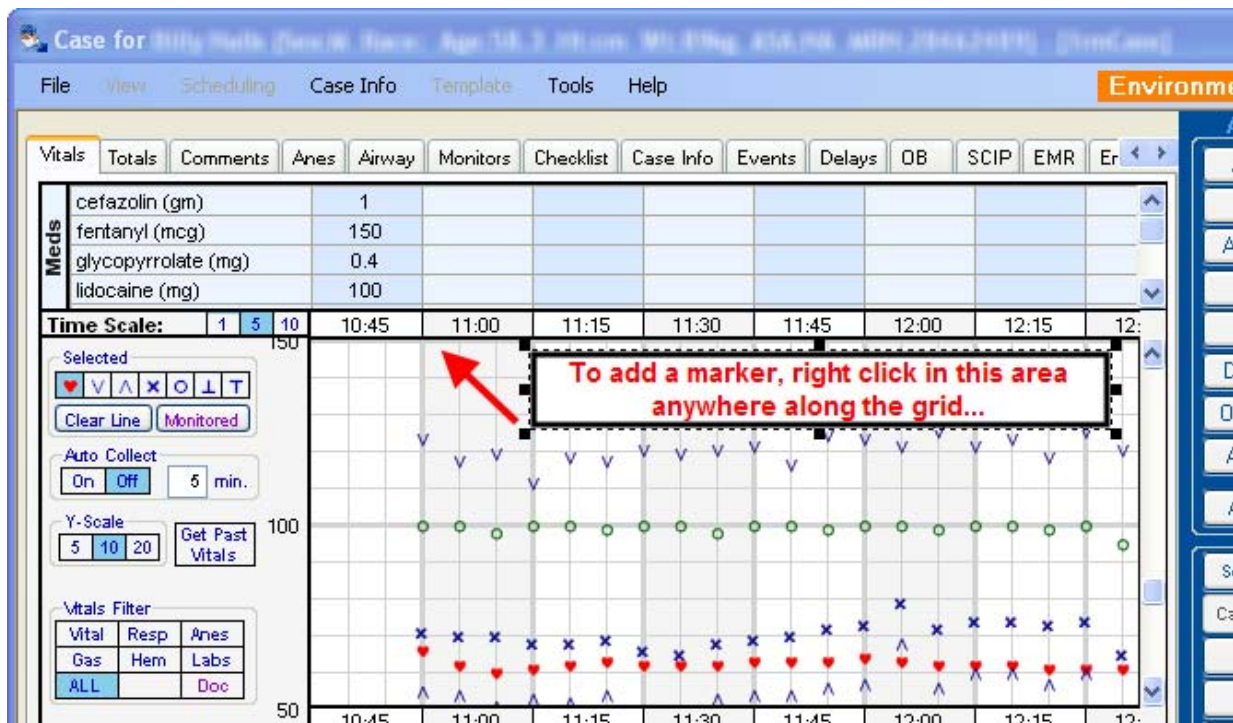 Case for
File View Scheduling Case Info Template Tools Help
Vitals Totals Comments Anes Airway Monitors Checklist Case Info Events Delays OB SCIP EMR
Meds
cefazolin (gm) 1
fentanyl (mcg) 150
glycopyrrolate (mg) 0.4
lidocaine (mg) 100
Time Scale: 1 5 10 10:45 11:00 11:15 11:30 11:45 12:00 12:15
150
Selected
To add a marker, right click in this area
anywhere along the grid...
Clear Line Monitored
Auto Collect
On Off 5 min.
Y-Scale
5 10 20
Get Past
Vitals
100
Vitals Filter
Vital Resp Anes
Gas Hem Labs
ALL Doc
50
10:45 11:00 11:15 11:30 11:45 12:00 12:15